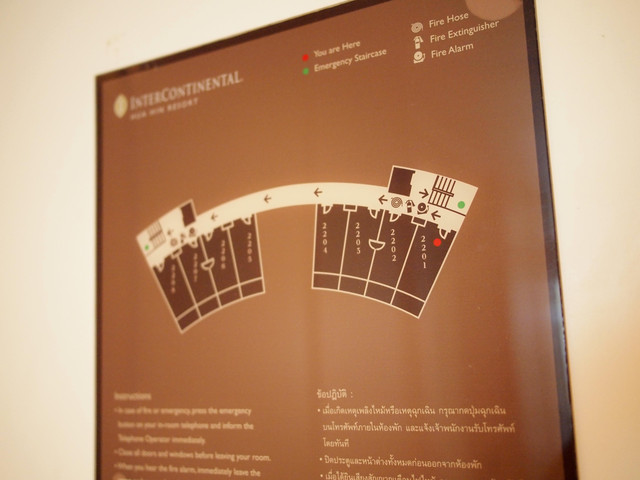 INTERCONTINENTAL
HUA HIN RESORT
You are Here
Emergency Staircase
Fire Hose
Fire Extinguisher
Fire Alarm
2205
2204
2203
2202
2201
Instructions
• In case of fire or emergency, press the emergency
button on your in-room telephone and inform the
Telephone Operator immediately.
• Close all doors and windows before leaving your room.
• When you hear the fire alarm, immediately leave the
ข้อปฏิบัติ :
• เมื่อเกิดเหตุเพลิงไหม้หรือเหตุฉุกเฉิน กรุณากดปุ่มฉุกเฉิน
บนโทรศัพท์ภายในห้องพัก และแจ้งเจ้าพนักงานรับโทรศัพท์
โดยทันที
• ปิดประตูและหน้าต่างทั้งหมดก่อนออกจากห้องพัก